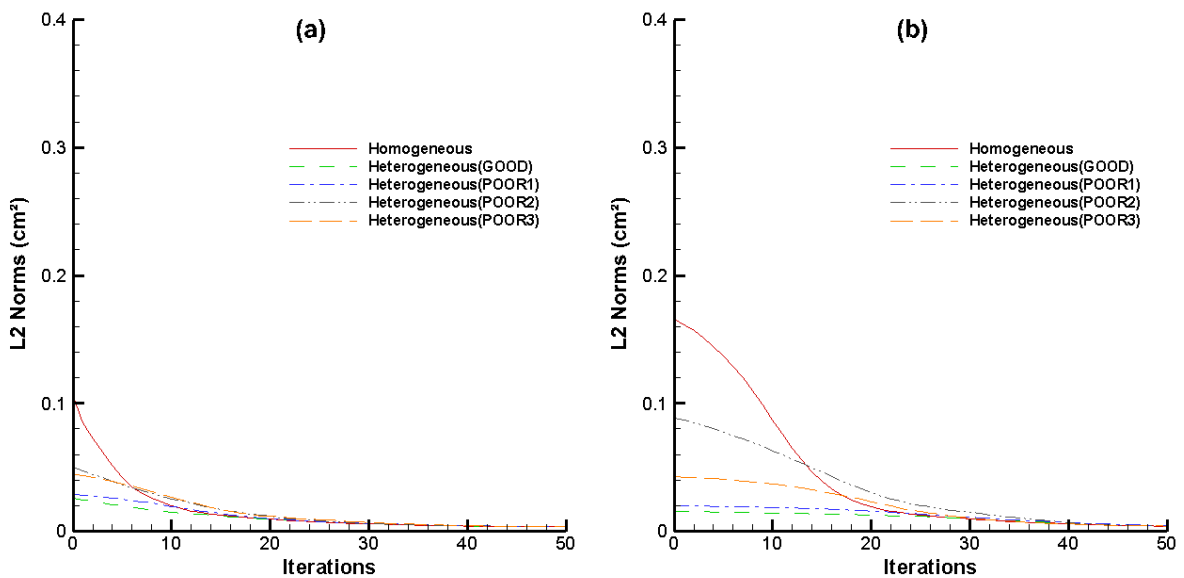 (a)
0.4
0.3
0.2
0.1
0
L2 Norms (cm²)
Homogeneous
Heterogeneous(GOOD)
Heterogeneous(POOR1)
Heterogeneous(POOR2)
Heterogeneous(POOR3)
0 10 20 30 40 50
Iterations
(b)
0.4
0.3
0.2
0.1
0
L2 Norms (cm²)
Homogeneous
Heterogeneous(GOOD)
Heterogeneous(POOR1)
Heterogeneous(POOR2)
Heterogeneous(POOR3)
0 10 20 30 40 50
Iterations